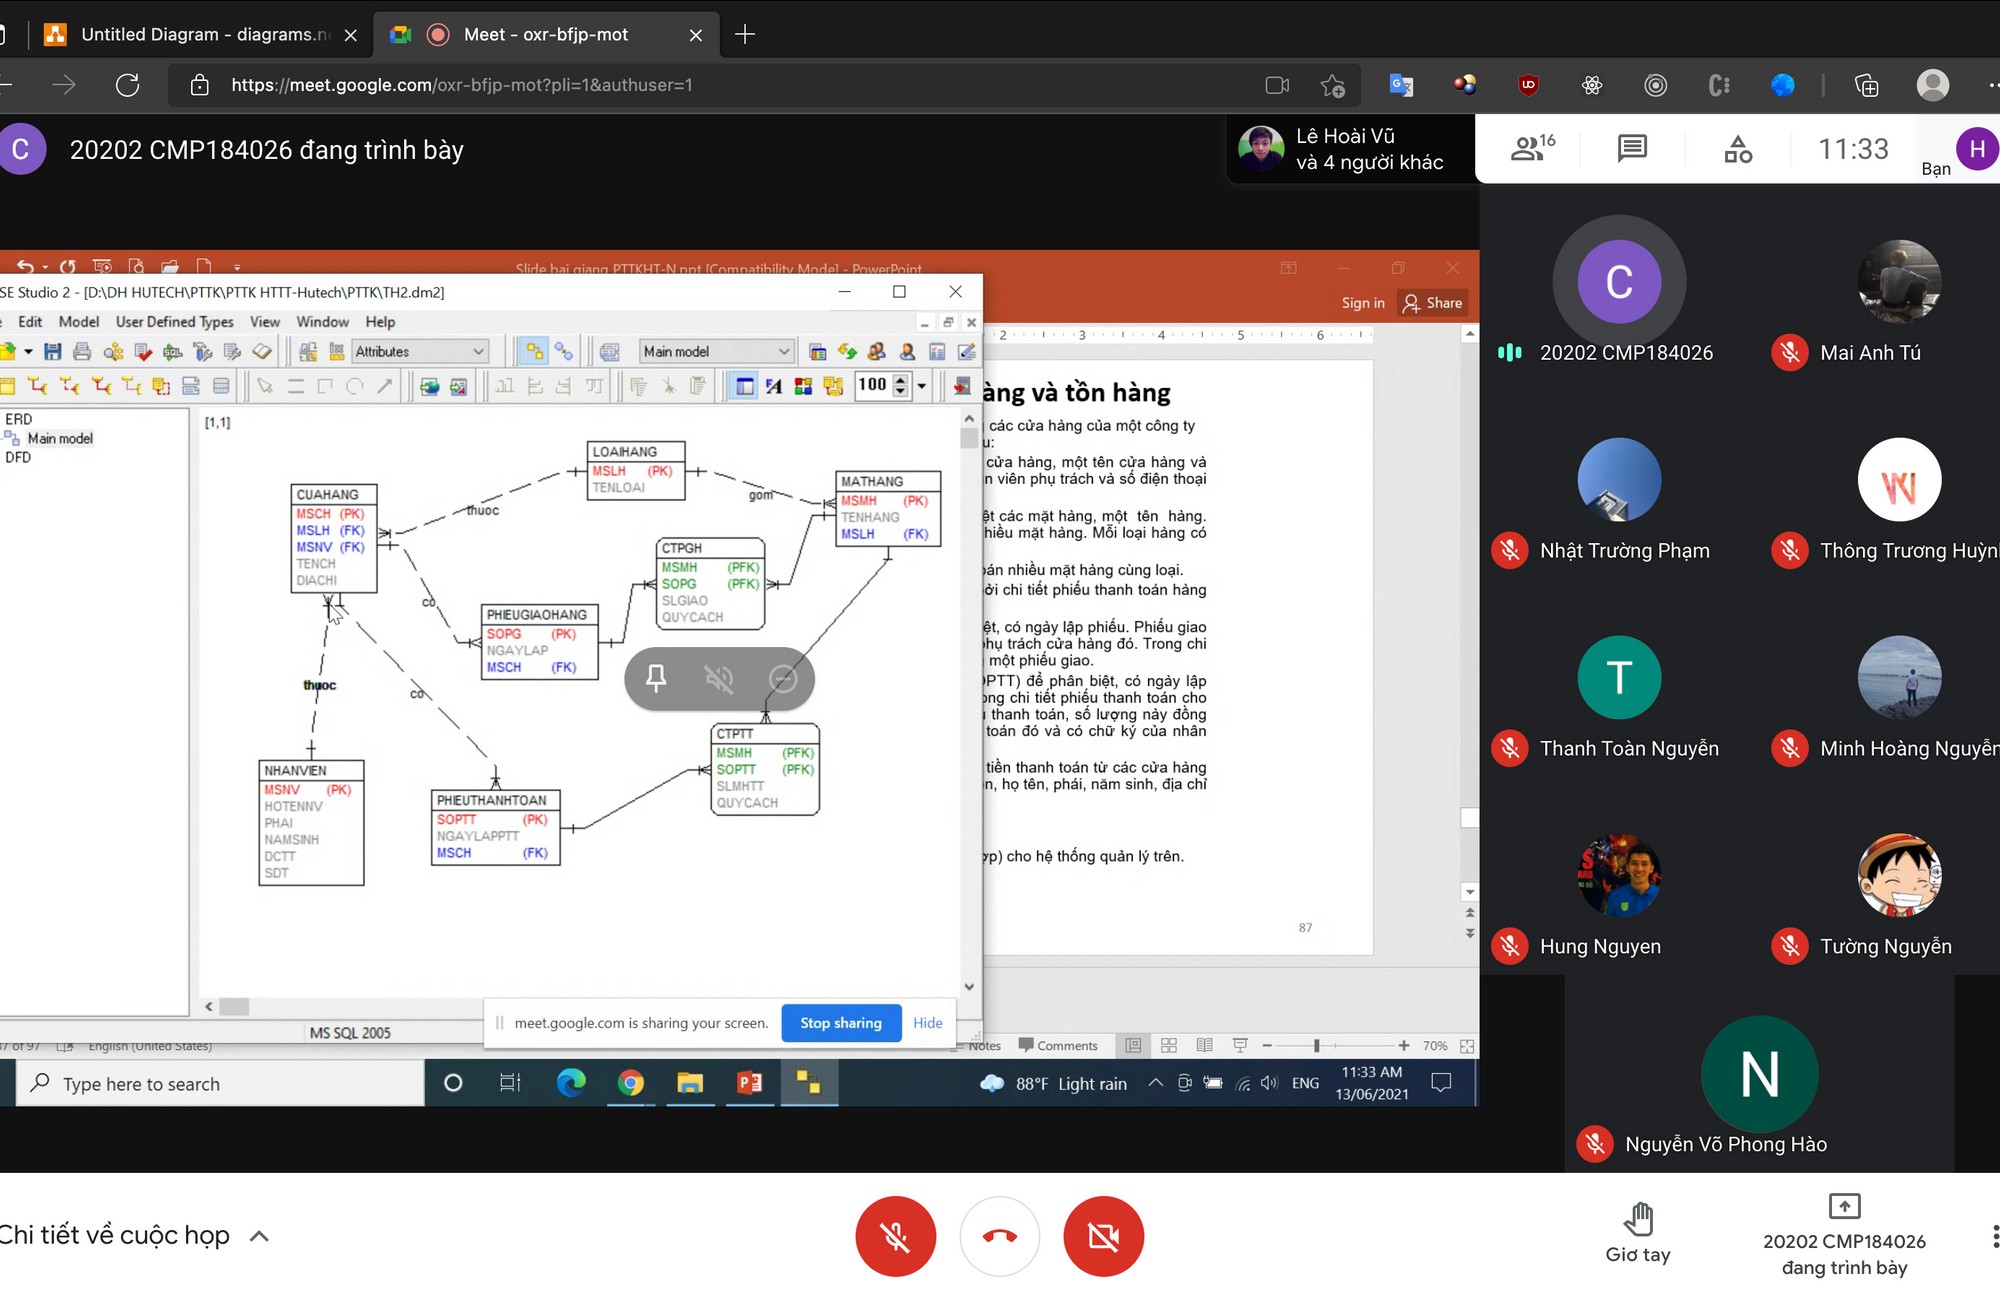 Untitled Diagram - diagrams.n
Meet - oxr-bfjp-mot
https://meet.google.com/oxr-bfjp-mot?pli=1&authuser=1
C
20202 CMP184026 đang trình bày
Lê Hoài Vũ
và 4 người khác
16
11:33
Bạn
H
Slide bai giang PTTKHT-N.ppt [Compatibility Mode] - PowerPoint
Sign in
Share
SE Studio 2 - [D:\DH HUTECH\PTTK\PTTK HTTT-Hutech\PTTK\TH2.dm2]
Edit Model User Defined Types View Window Help
Attributes
Main model
100
ERD
Main model
DFD
[1,1]
LOAIHANG
MSLH (PK)
TENLOAI
MATHANG
MSMH (PK)
TENHANG
MSLH (FK)
CUAHANG
MSCH (PK)
MSLH (FK)
MSNV (FK)
TENCH
DIACHI
thuoc
gom
CTPGH
MSMH (PFK)
SOPG (PFK)
SLGIAO
QUYCACH
co
PHIEUGIAOHANG
SOPG (PK)
NGAYLAP
MSCH (FK)
thuoc
co
CTPTT
MSMH (PFK)
SOPTT (PFK)
SLMHTT
QUYCACH
NHANVIEN
MSNV (PK)
HOTENNV
PHAI
NAMSINH
DCTT
SDT
PHIEUTHANHTOAN
SOPTT (PK)
NGAYLAPPTT
MSCH (FK)
MS SQL 2005
2 3 4 5 6
àng và tồn hàng
các cửa hàng của một công ty
u:
cửa hàng, một tên cửa hàng và
n viên phụ trách và số điện thoại
ệt các mặt hàng, một tên hàng.
hiều mặt hàng. Mỗi loại hàng có
bán nhiều mặt hàng cùng loại.
ởi chi tiết phiếu thanh toán hàng
ệt, có ngày lập phiếu. Phiếu giao
phụ trách cửa hàng đó. Trong chi
một phiếu giao.
OPTT) để phân biệt, có ngày lập
ong chi tiết phiếu thanh toán cho
u thanh toán, số lượng này đồng
toán đó và có chữ ký của nhân
tiền thanh toán từ các cửa hàng
n, họ tên, phái, năm sinh, địa chỉ
ợp) cho hệ thống quản lý trên.
87
meet.google.com is sharing your screen.
Stop sharing
Hide
37 of 97
English (United States)
Notes
Comments
70%
Type here to search
88°F Light rain
ENG
11:33 AM
13/06/2021
C
20202 CMP184026
Mai Anh Tú
Nhật Trường Phạm
Thông Trương Huỳnh
T
Thanh Toàn Nguyễn
Minh Hoàng Nguyễn
Hung Nguyen
Tường Nguyễn
N
Nguyễn Võ Phong Hào
Chi tiết về cuộc họp
Giơ tay
20202 CMP184026
đang trình bày